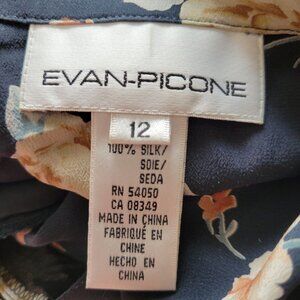 EVAN-PICONE
12
100% SILK/
SOIE/
SEDA
RN 54050
CA 08349
MADE IN CHINA
FABRIQUÉ EN
CHINE
HECHO EN
CHINA